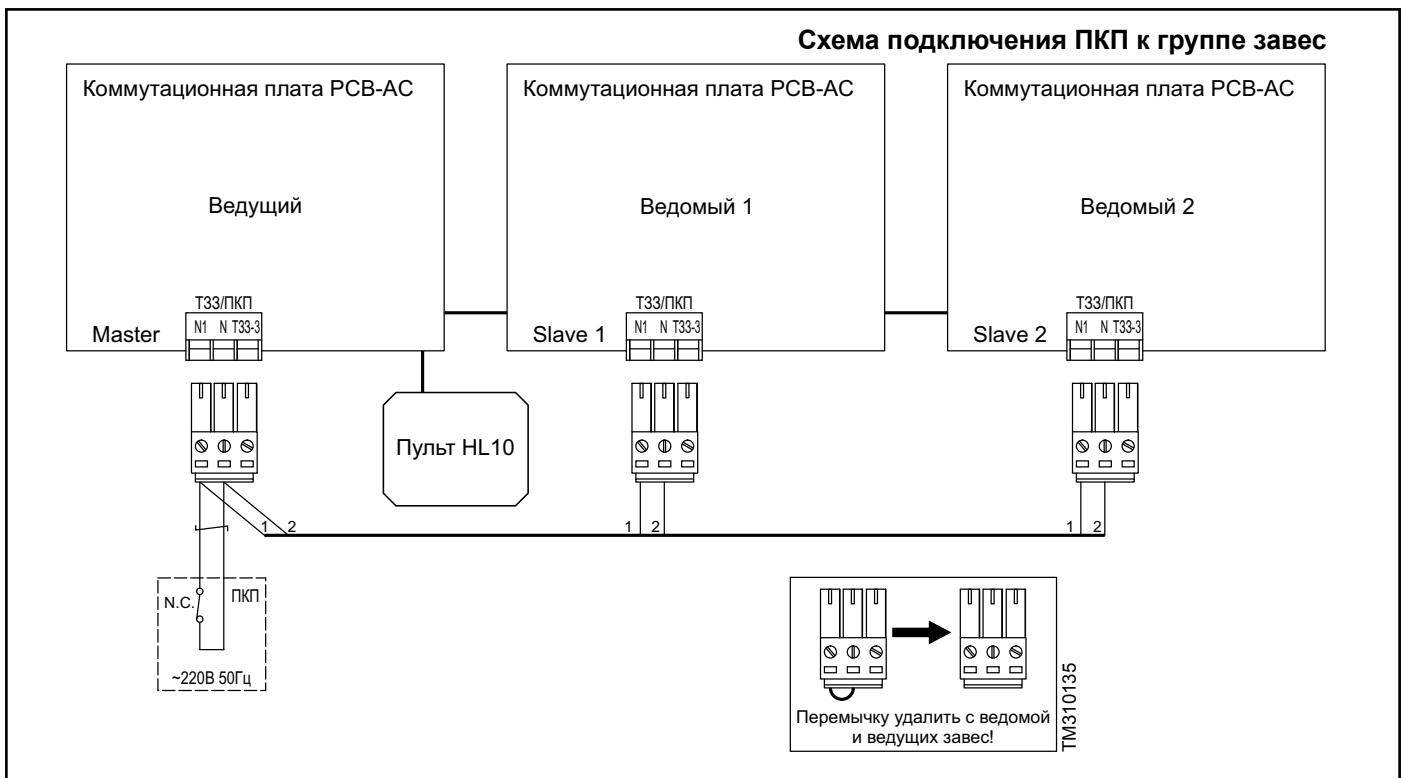 Схема подключения ПКП к группе завес
Коммутационная плата PCB-AC
Ведущий
ТЗЗ/ПКП
N1 N ТЗЗ-3
Master
Коммутационная плата PCB-AC
Ведомый 1
ТЗЗ/ПКП
N1 N ТЗЗ-3
Slave 1
Коммутационная плата PCB-AC
Ведомый 2
ТЗЗ/ПКП
N1 N ТЗЗ-3
Slave 2
Пульт HL10
1 2
1 2
1 2
N.C.
ПКП
~220В 50Гц
Перемычку удалить с ведомой
и ведущих завес!
TM310135